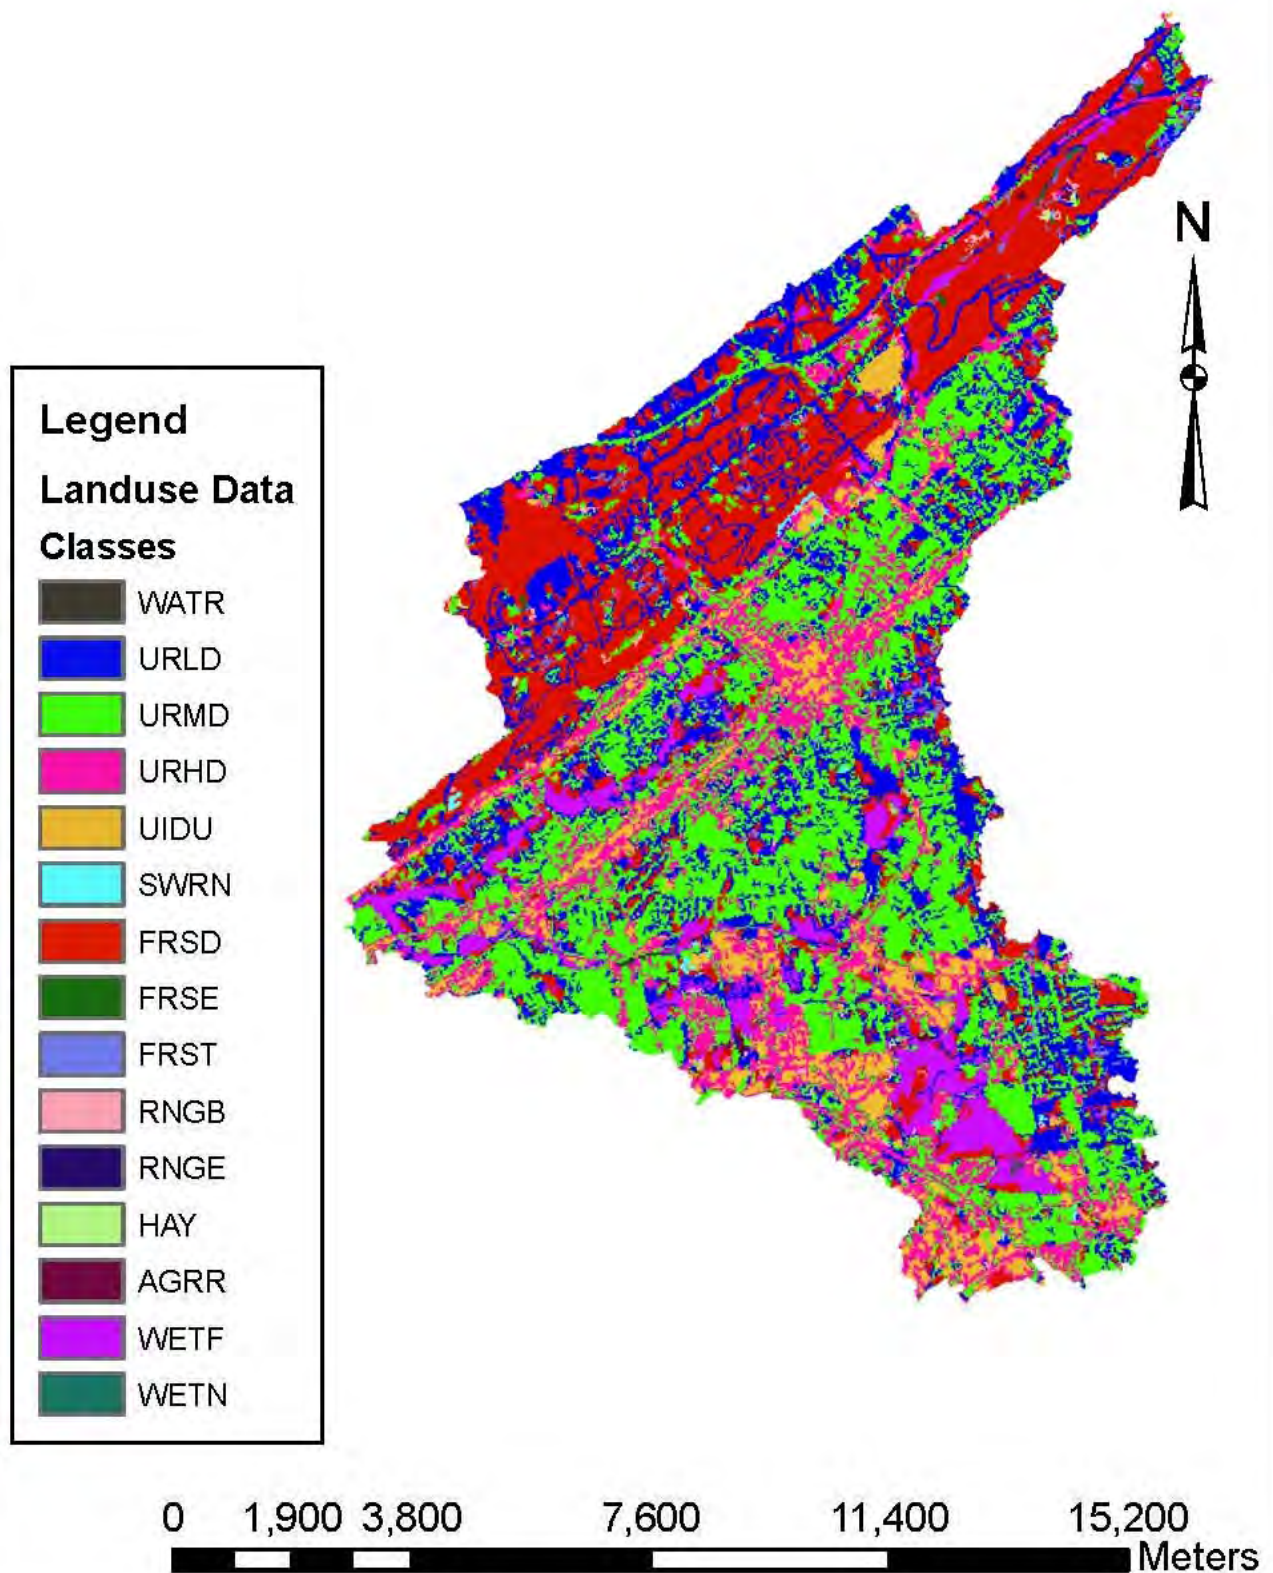 N
Legend
Landuse Data
Classes
WATR
URLD
URMD
URHD
UIDU
SWRN
FRSD
FRSE
FRST
RNGB
RNGE
HAY
AGRR
WETF
WETN
0 1,900 3,800 7,600 11,400 15,200
Meters